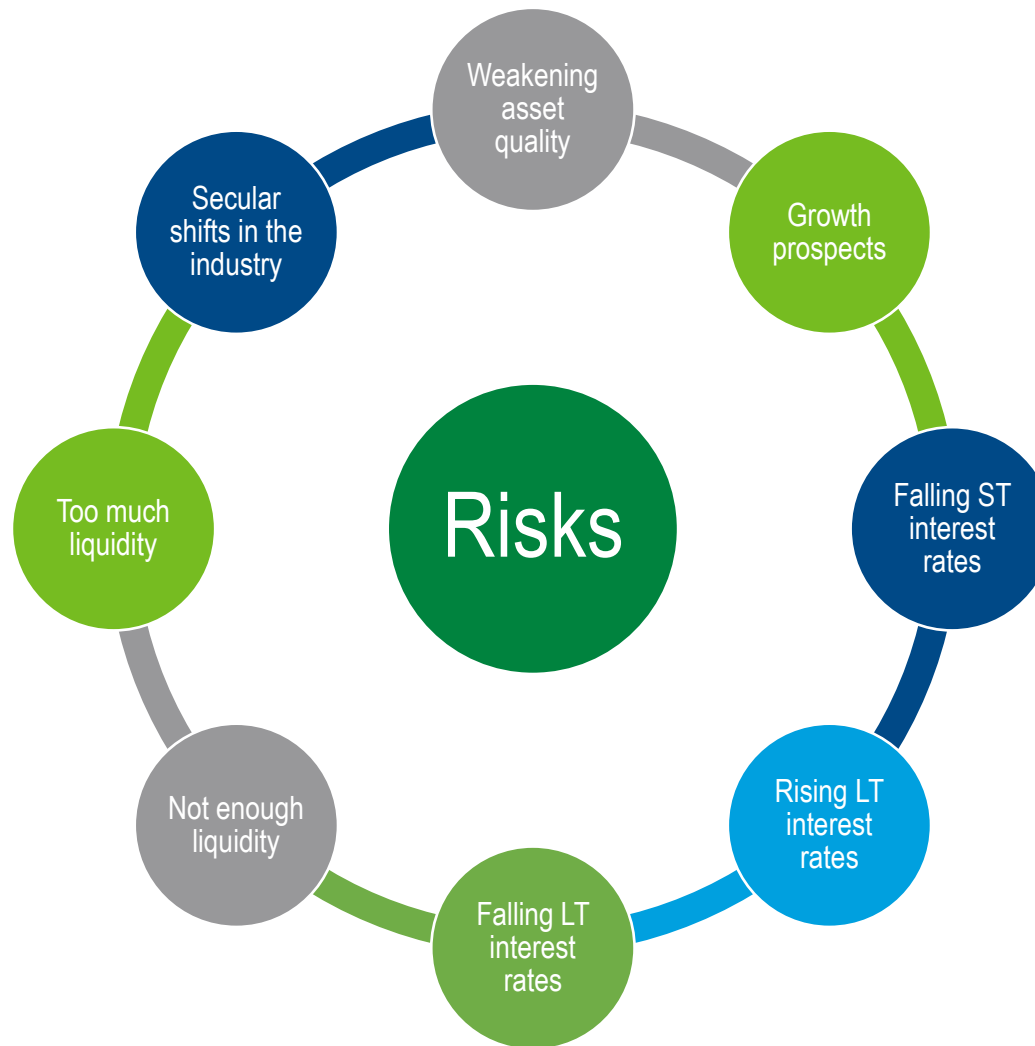 Weakening
asset
quality
Growth
prospects
Falling ST
interest
rates
Rising LT
interest
rates
Falling LT
interest
rates
Not enough
liquidity
Too much
liquidity
Secular
shifts in the
industry
Risks